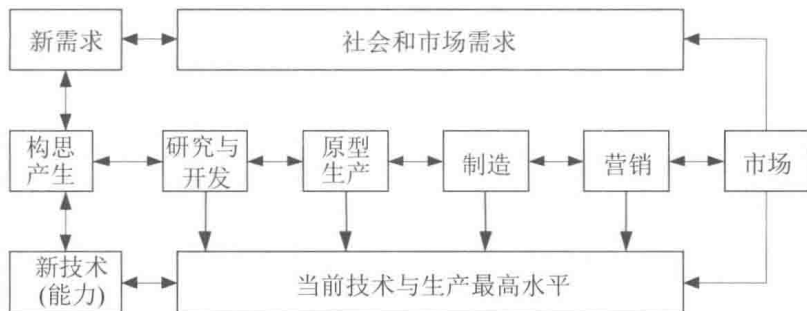 新需求
社会和市场需求
构思
产生
研究与
开发
原型
生产
制造
营销
市场
新技术
(能力)
当前技术与生产最高水平